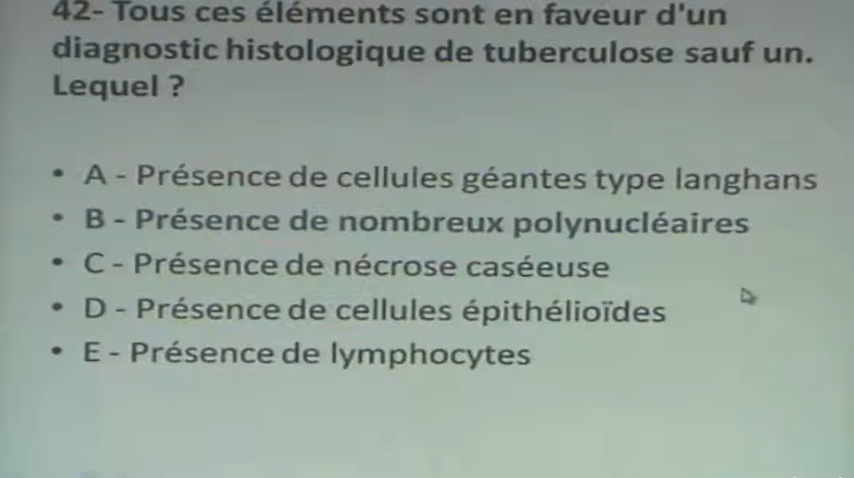 42- Tous ces éléments sont en faveur d'un
diagnostic histologique de tuberculose sauf un.
Lequel ?
• A - Présence de cellules géantes type langhans
• B - Présence de nombreux polynucléaires
• C - Présence de nécrose caséeuse
• D - Présence de cellules épithélioïdes
• E - Présence de lymphocytes